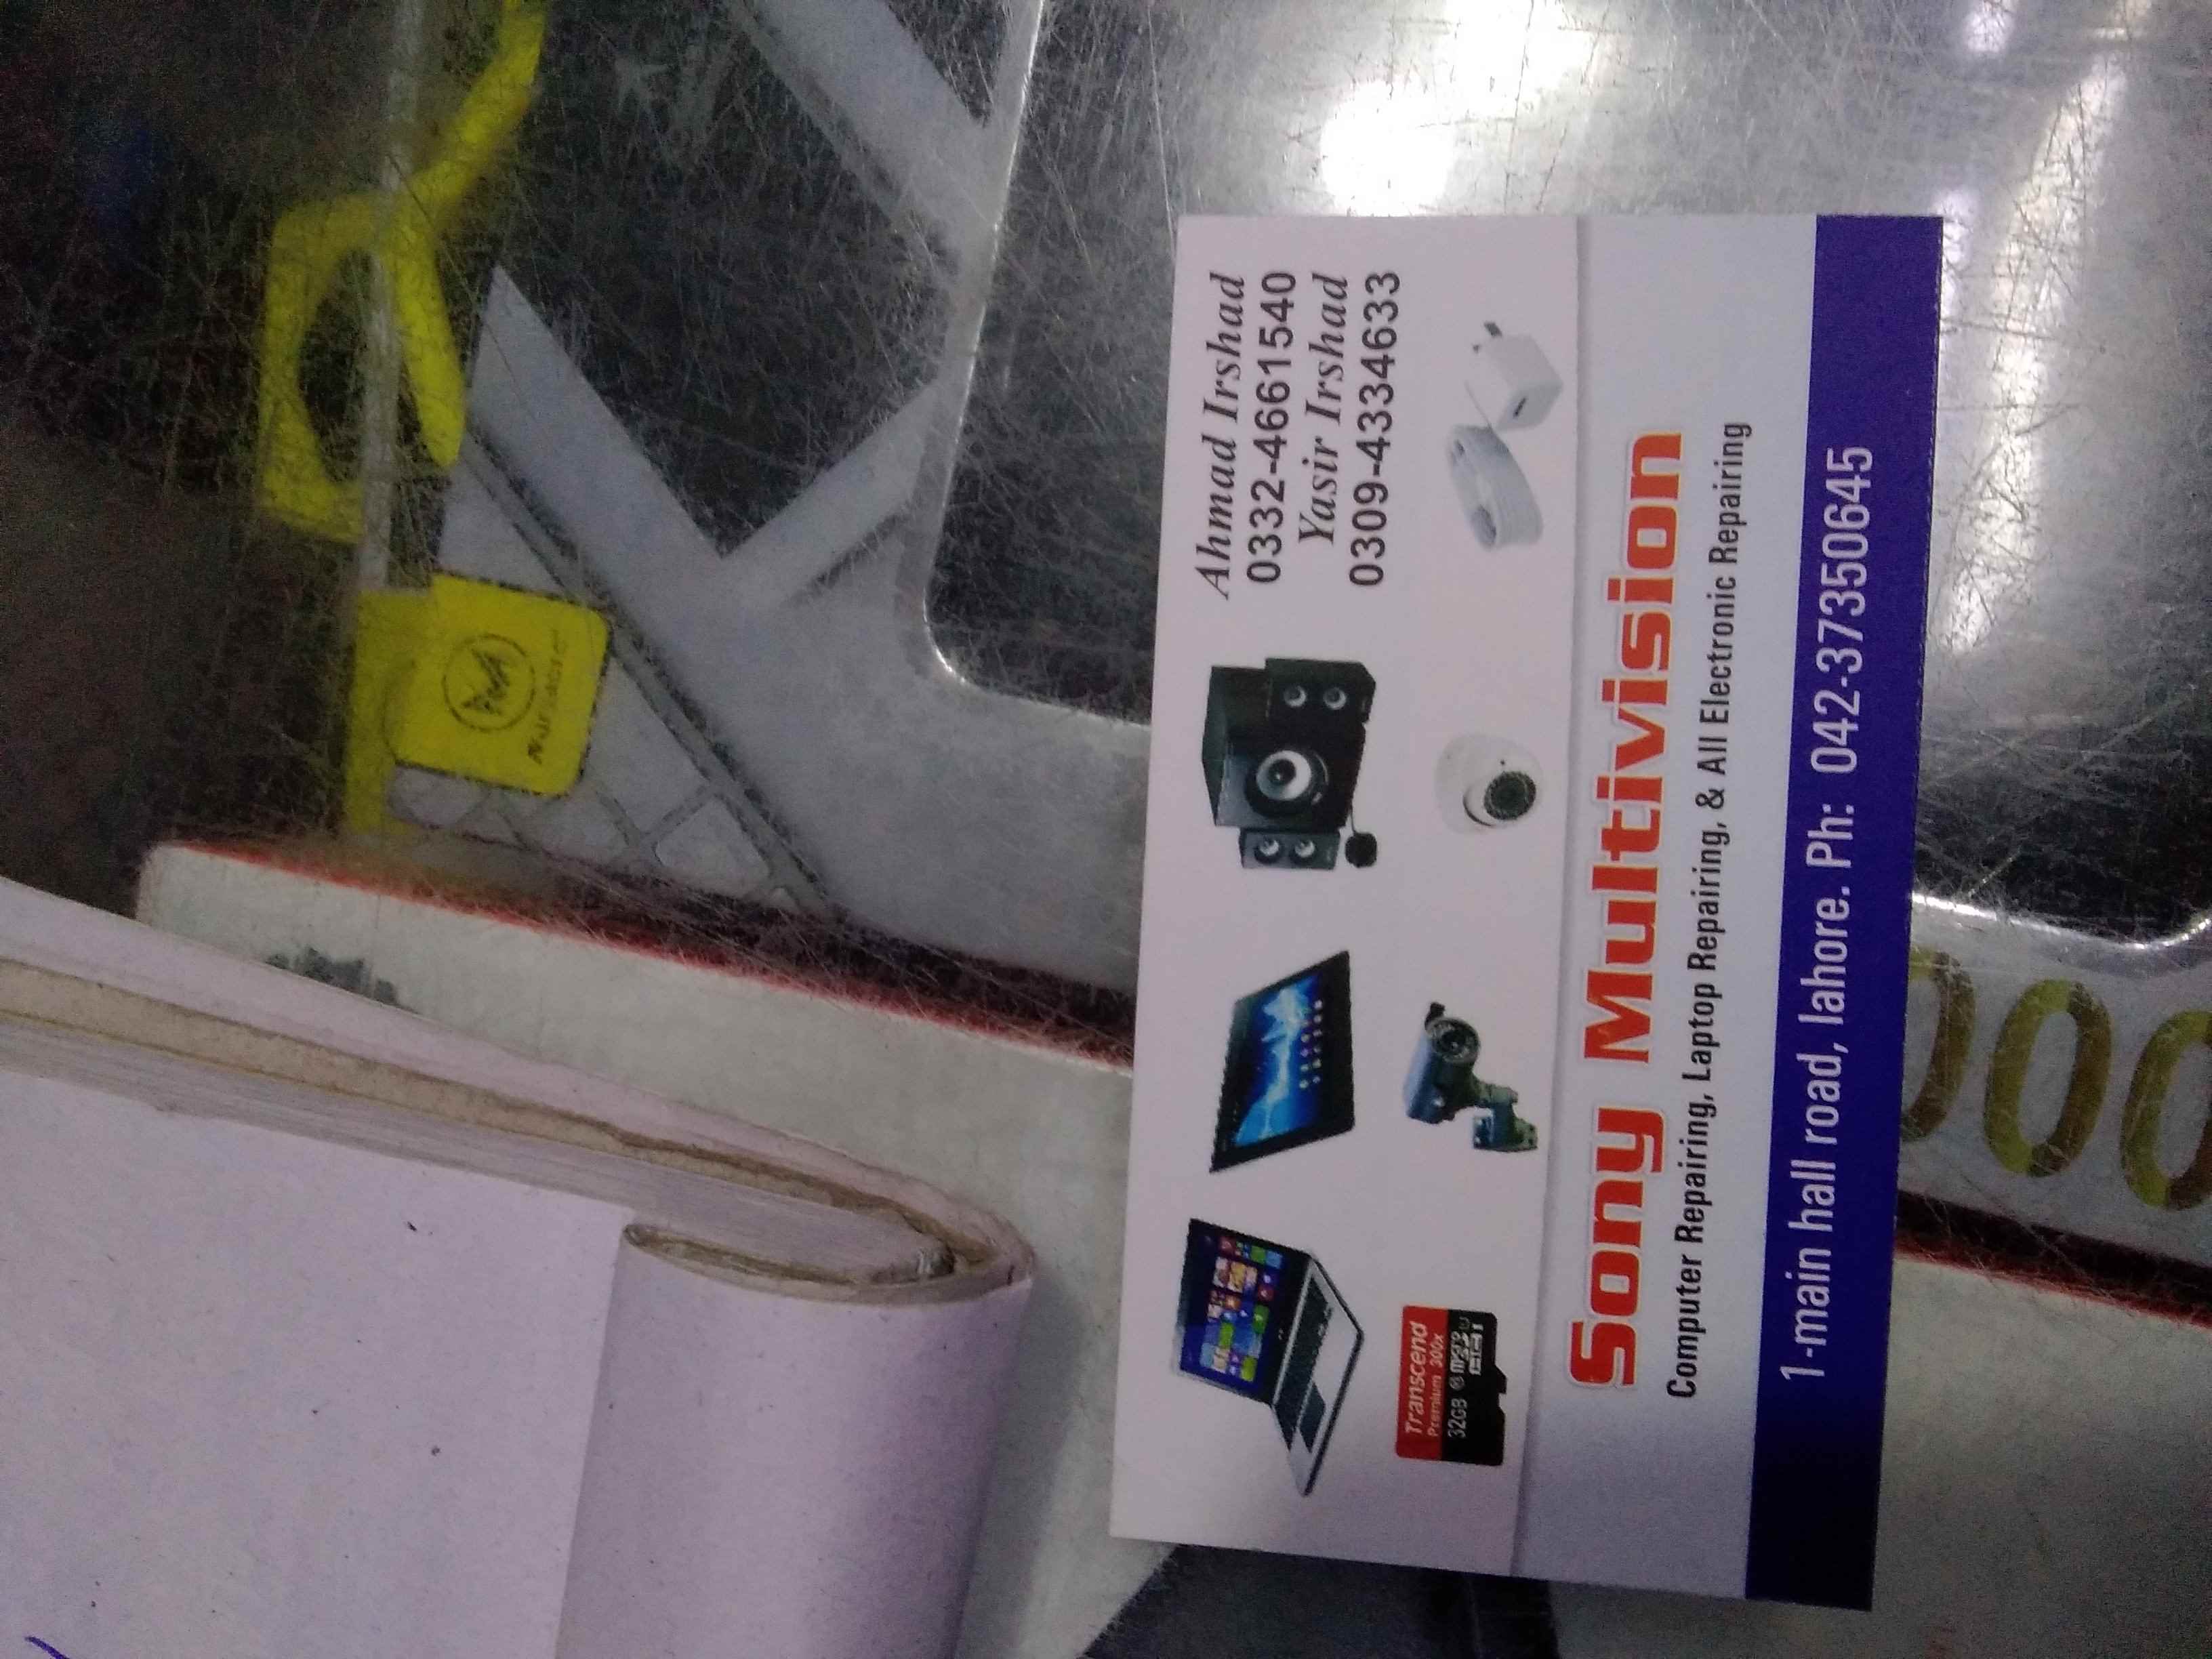 Ahmad Irshad
0332-4661540
Yasir Irshad
0309-4334633
Transcend
Premium 300x
32GB
Sony Multivision
Computer Repairing, Laptop Repairing, & All Electronic Repairing
1-main hall road, lahore. Ph: 042-37350645